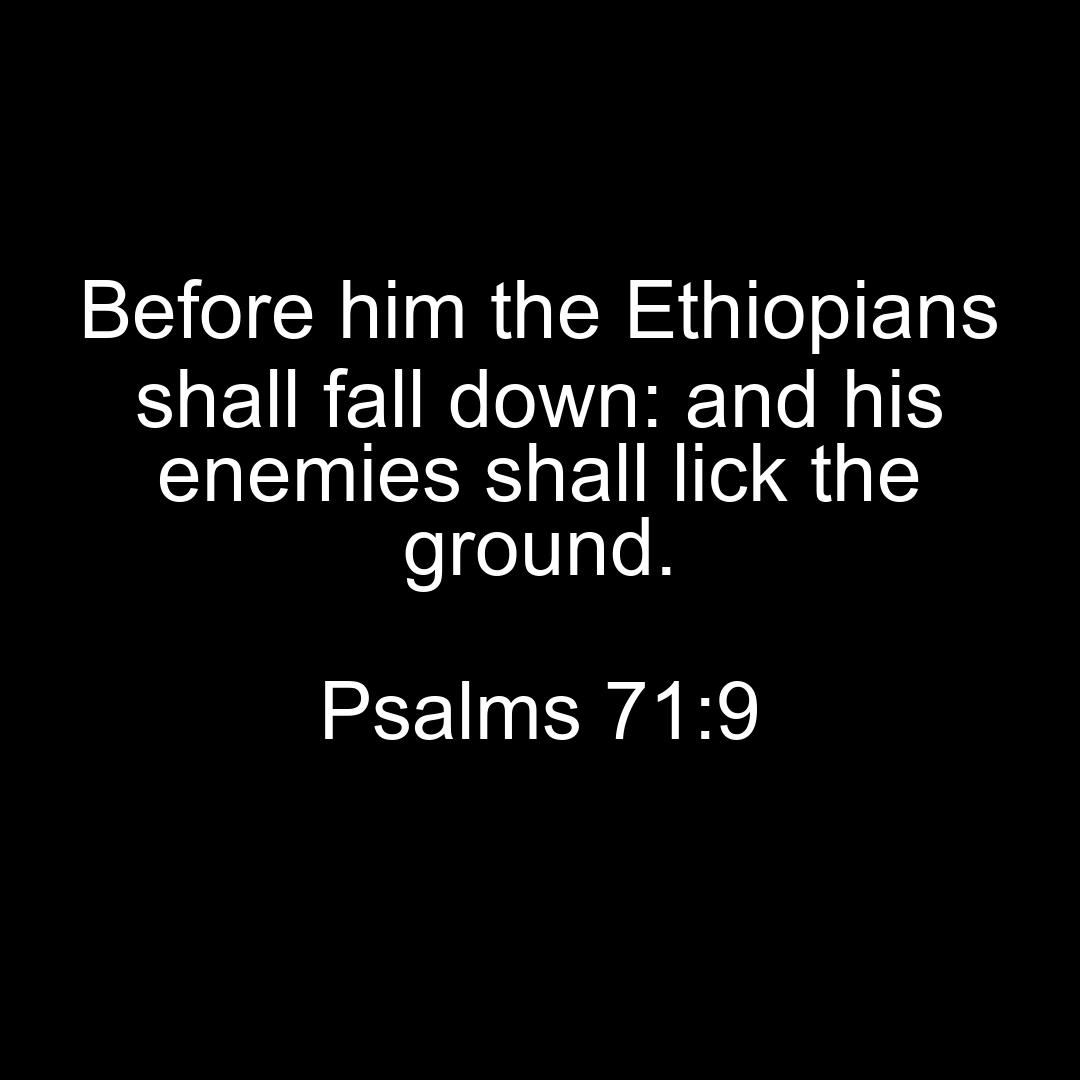 Before him the Ethiopians
shall fall down: and his
enemies shall lick the
ground.
Psalms 71:9